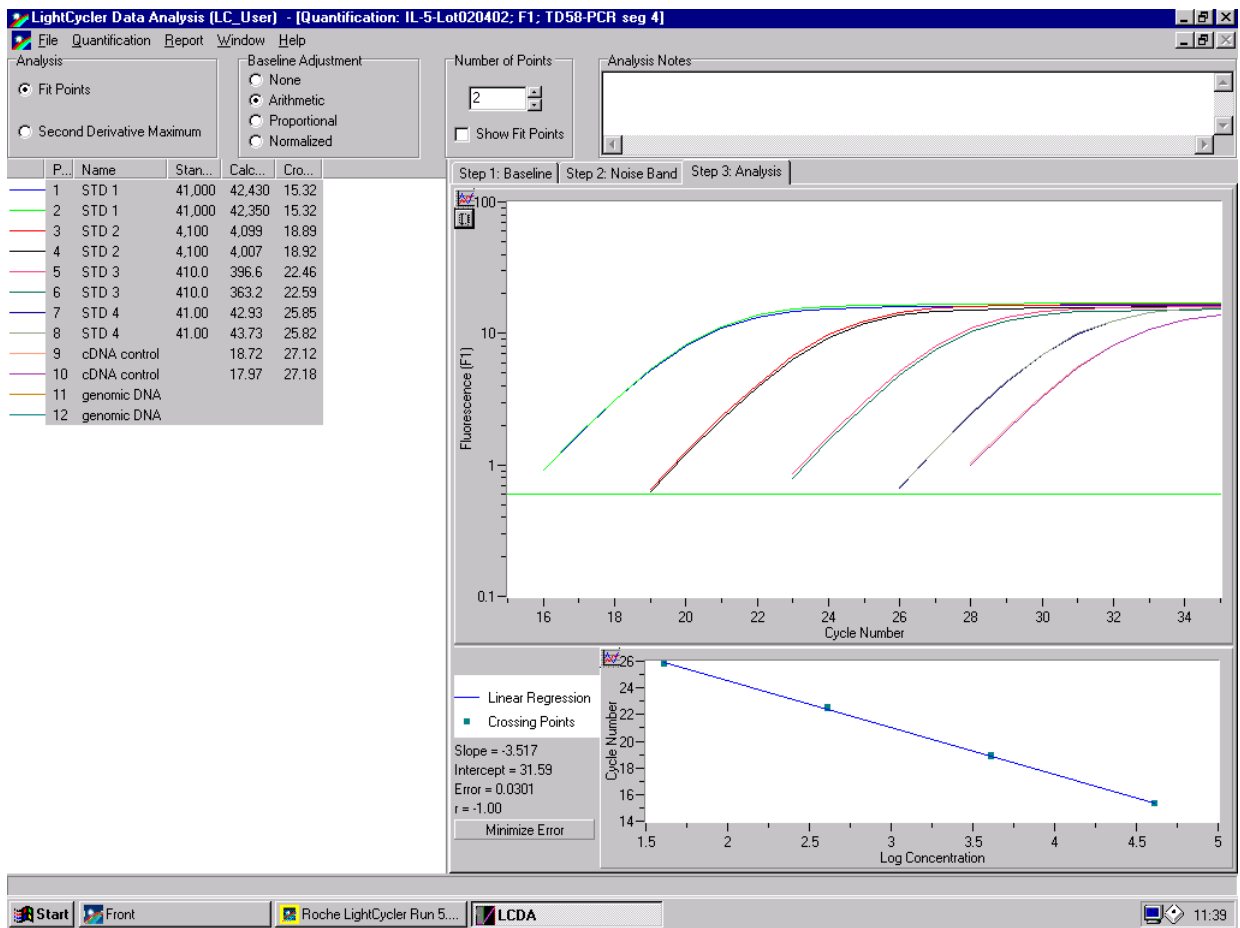 LightCycler Data Analysis (LC_User) - [Quantification: IL-5-Lot020402; F1; TD58-PCR seg 4]
File Quantification Report Window Help
Analysis
Fit Points
Second Derivative Maximum
Baseline Adjustment
None
Arithmetic
Proportional
Normalized
Number of Points
2
Show Fit Points
Analysis Notes
P... Name Stan... Calc... Cro...
1 STD 1 41,000 42,430 15.32
2 STD 1 41,000 42,350 15.32
3 STD 2 4,100 4,099 18.89
4 STD 2 4,100 4,007 18.92
5 STD 3 410.0 396.6 22.46
6 STD 3 410.0 363.2 22.59
7 STD 4 41.00 42.93 25.85
8 STD 4 41.00 43.73 25.82
9 cDNA control 18.72 27.12
10 cDNA control 17.97 27.18
11 genomic DNA
12 genomic DNA
Step 1: Baseline Step 2: Noise Band Step 3: Analysis
100
10
1
0.1
Fluorescence (F1)
16 18 20 22 24 26 28 30 32 34
Cycle Number
Linear Regression
Crossing Points
Slope = -3.517
Intercept = 31.59
Error = 0.0301
r = -1.00
Minimize Error
26
24
22
20
18
16
14
Cycle Number
1.5 2 2.5 3 3.5 4 4.5 5
Log Concentration
Start Front Roche LightCycler Run 5.... LCDA 11:39